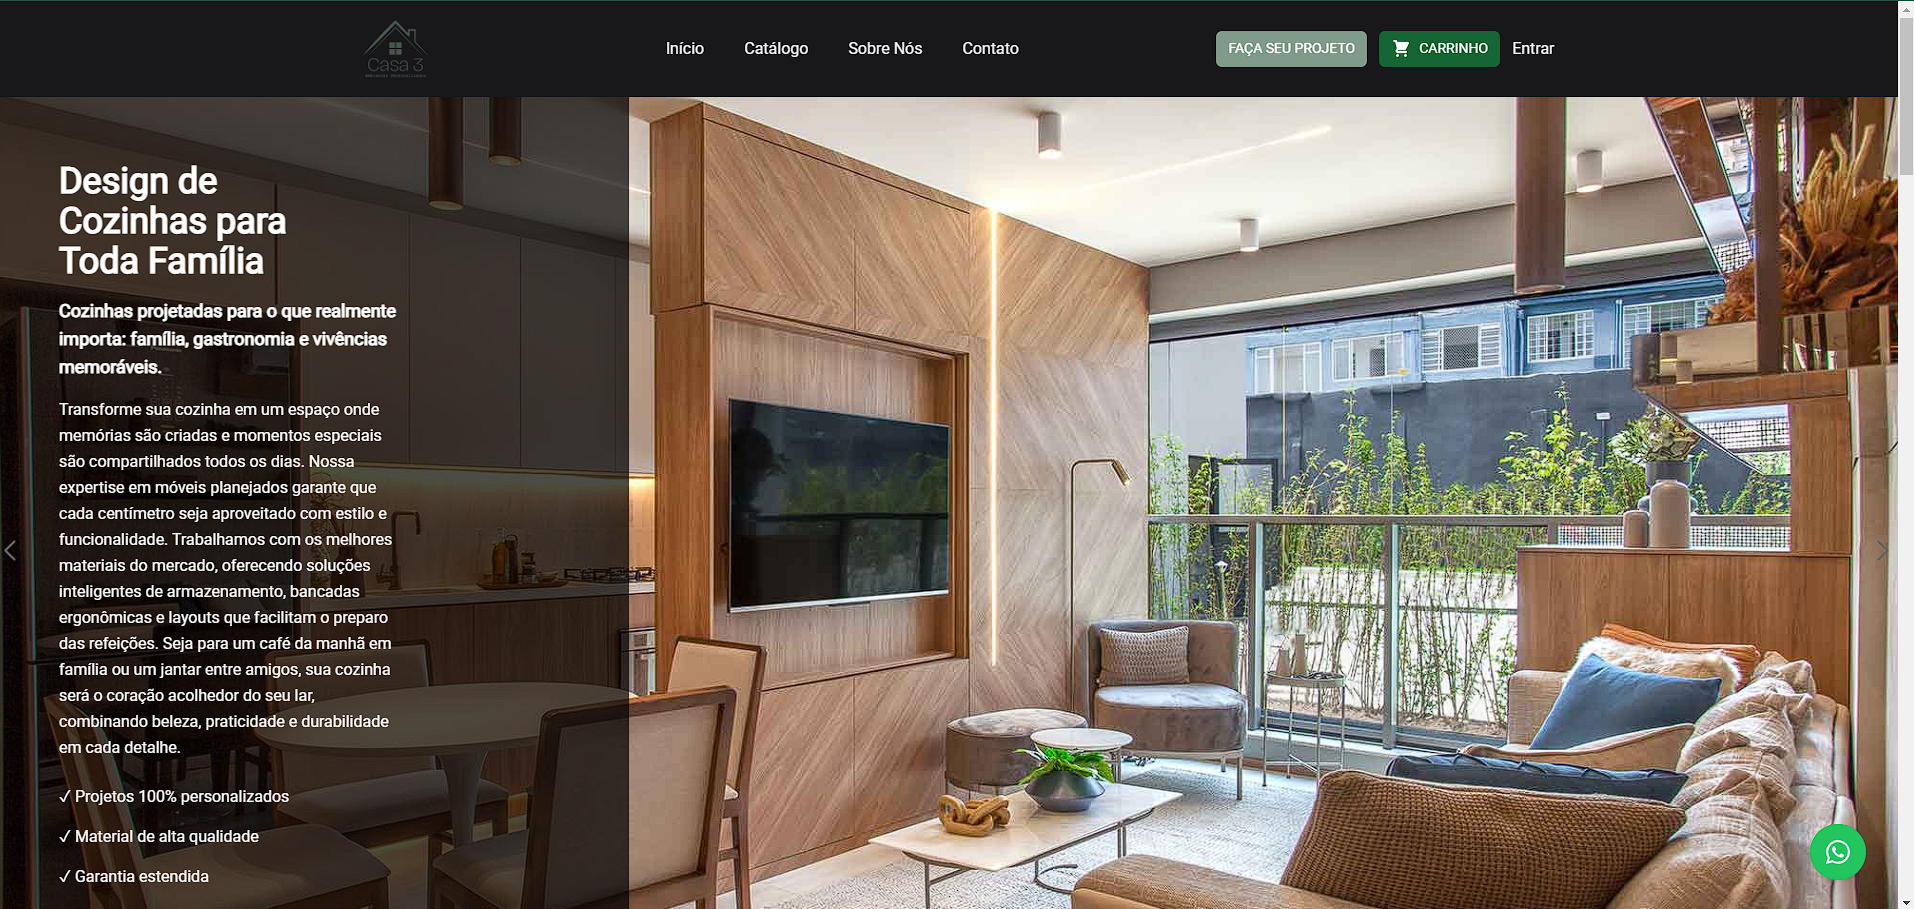 Casa 3
Início
Catálogo
Sobre Nós
Contato
FAÇA SEU PROJETO
CARRINHO
Entrar
Design de
Cozinhas para
Toda Família
Cozinhas projetadas para o que realmente
importa: família, gastronomia e vivências
memoráveis.
Transforme sua cozinha em um espaço onde
memórias são criadas e momentos especiais
são compartilhados todos os dias. Nossa
expertise em móveis planejados garante que
cada centímetro seja aproveitado com estilo e
funcionalidade. Trabalhamos com os melhores
materiais do mercado, oferecendo soluções
inteligentes de armazenamento, bancadas
ergonômicas e layouts que facilitam o preparo
das refeições. Seja para um café da manhã em
família ou um jantar entre amigos, sua cozinha
será o coração acolhedor do seu lar,
combinando beleza, praticidade e durabilidade
em cada detalhe.
✓ Projetos 100% personalizados
✓ Material de alta qualidade
✓ Garantia estendida